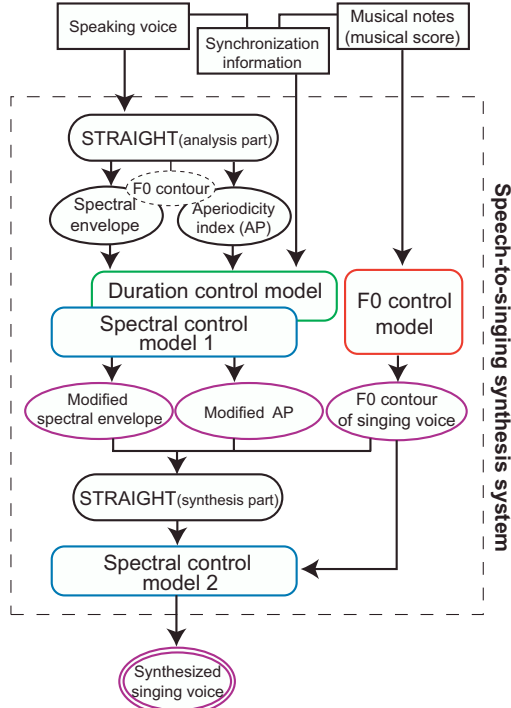 Speaking voice
Synchronization
information
Musical notes
(musical score)
STRAIGHT(analysis part)
F0 contour
Spectral
envelope
Aperiodicity
index (AP)
Duration control model
Spectral control
model 1
F0 control
model
Modified
spectral envelope
Modified AP
F0 contour
of singing voice
STRAIGHT(synthesis part)
Spectral control
model 2
Synthesized
singing voice
Speech-to-singing synthesis system